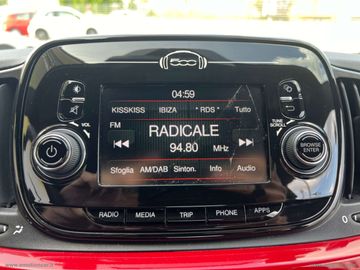 500
04:59
KISSKISS IBIZA • RDS • Tutto
FM
RADICALE
94.80 MHz
Sfoglia AM/DAB Sinton. Info Audio
VOL
TUNE
SCROLL
BROWSE
ENTER
RADIO MEDIA TRIP PHONE APPS
0